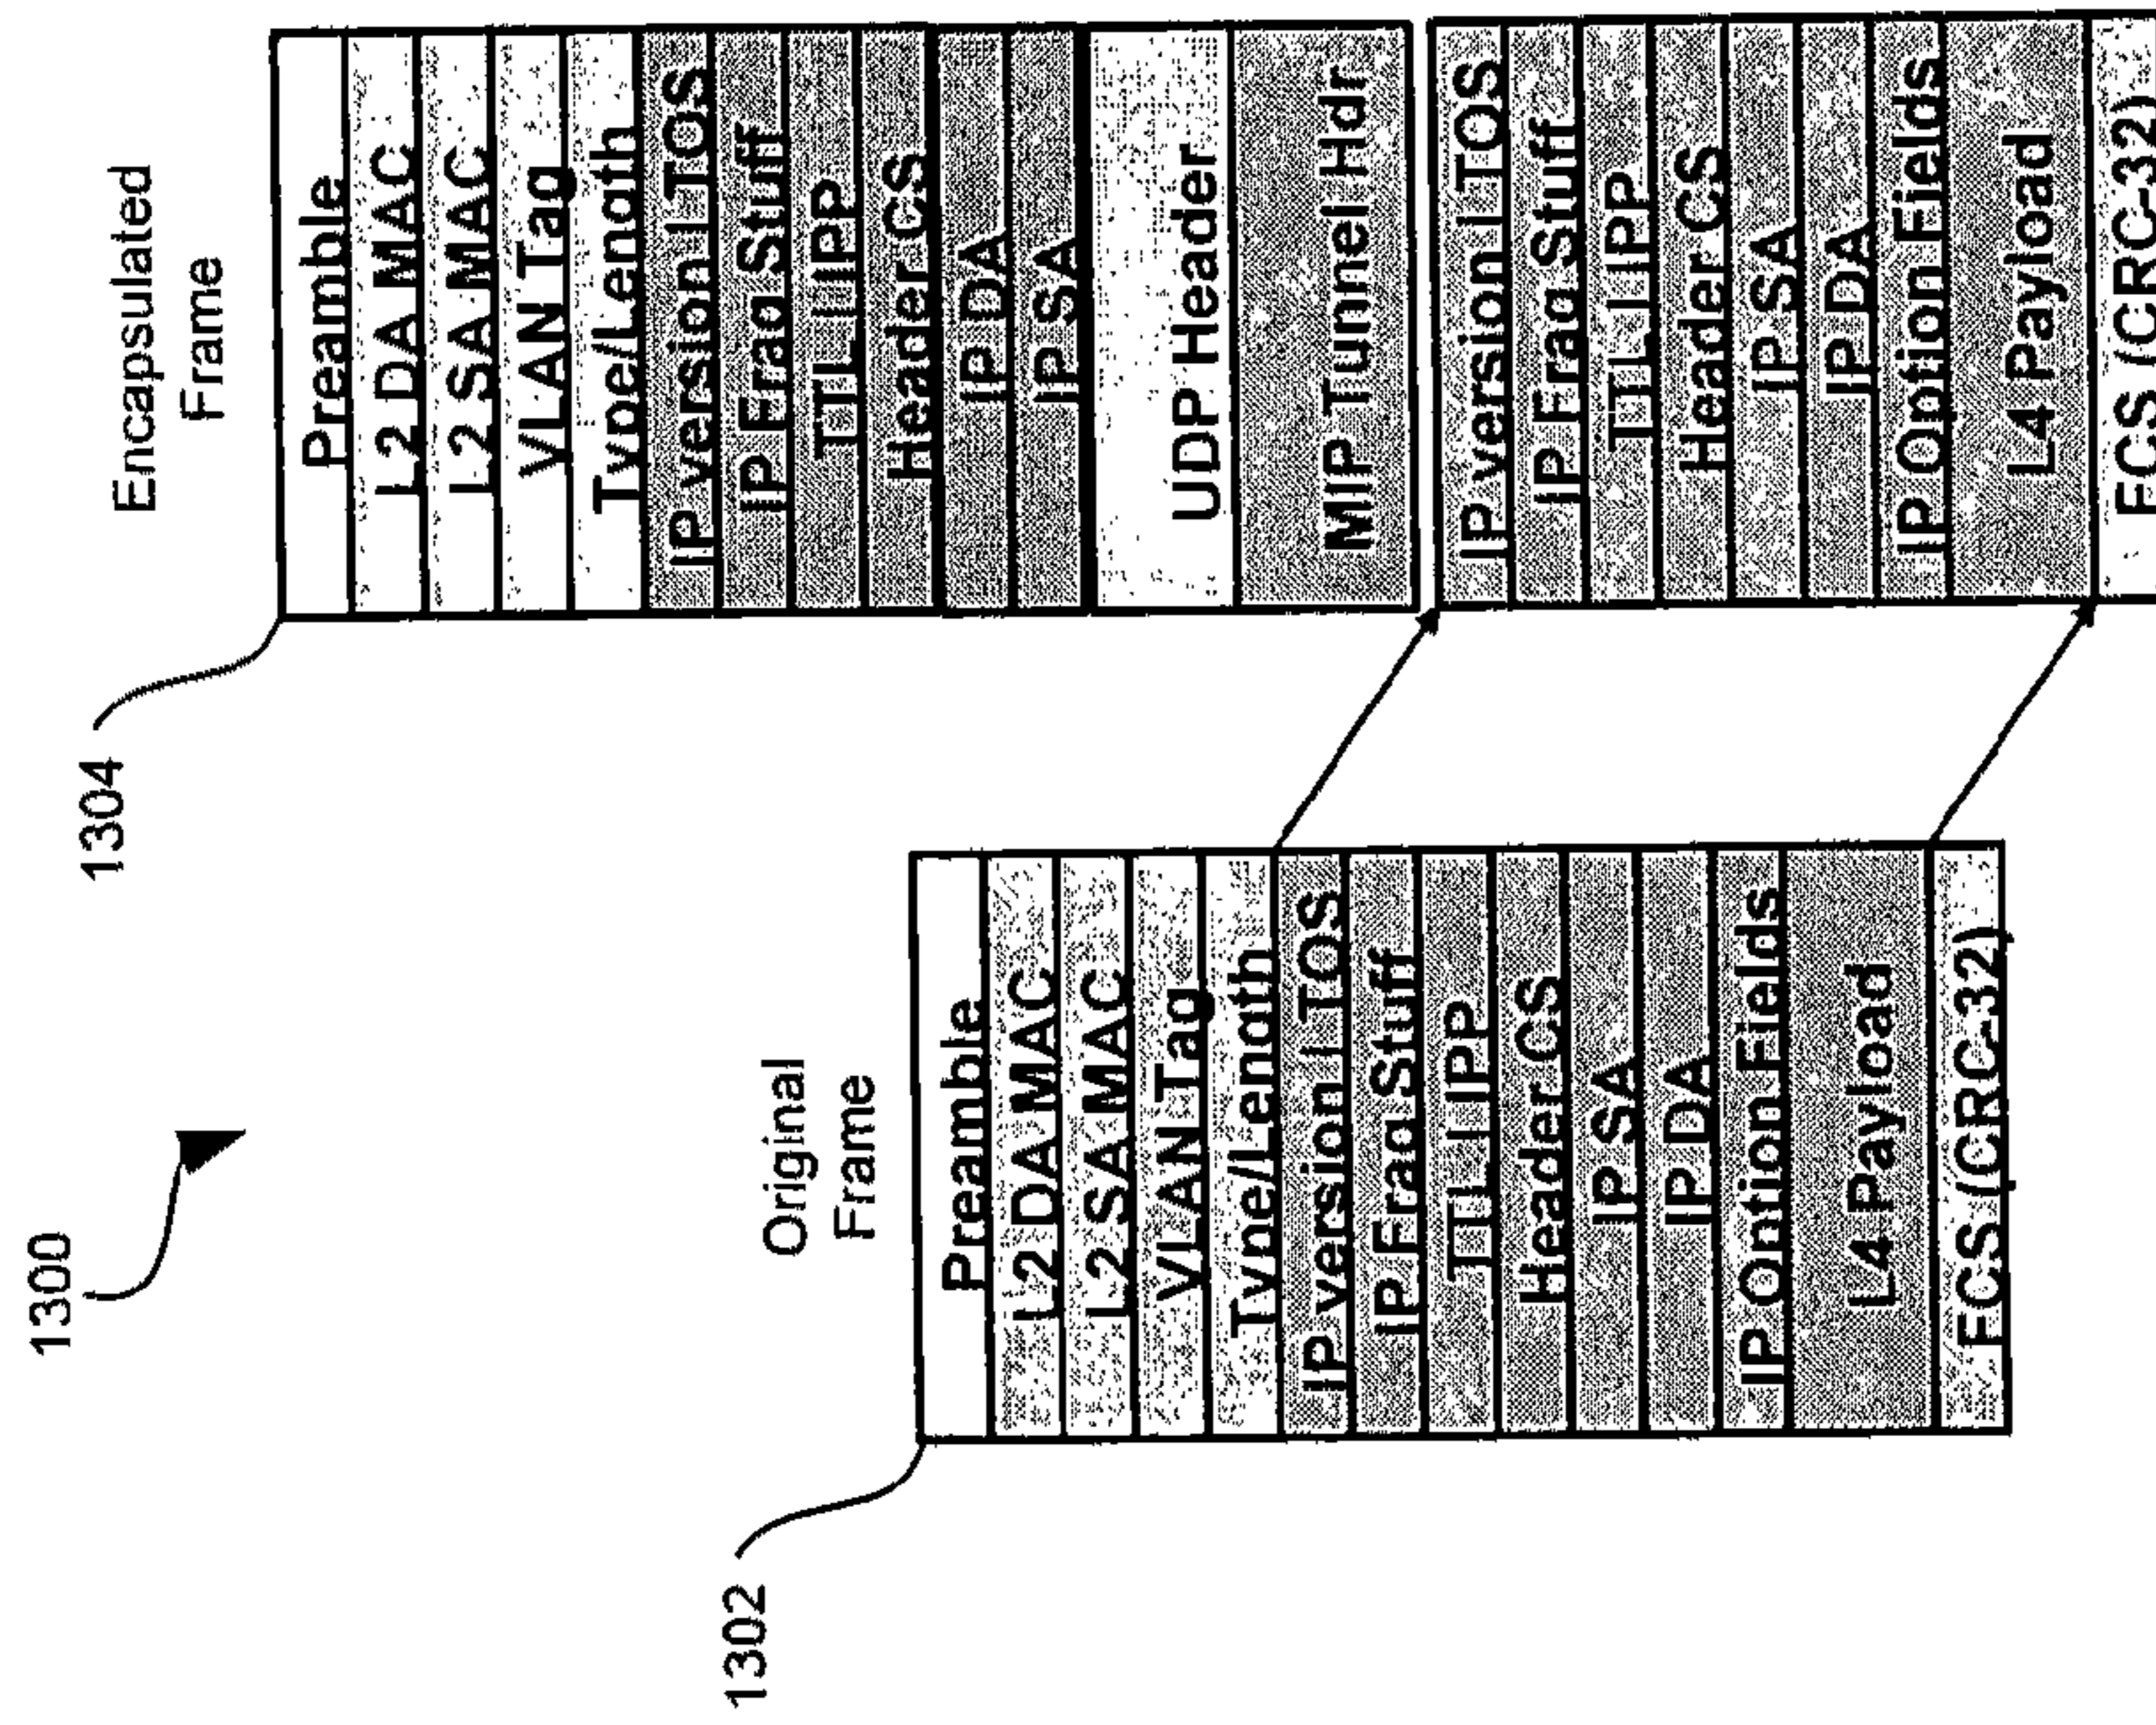 1300
1302
Original
Frame
Preamble
L2 DA MAC
L2 SA MAC
VLAN Tag
Type/Length
IP version | TOS
IP Frag Stuff
TTL | IPP
Header CS
IP SA
IP DA
IP Option Fields
L4 Payload
FCS (CRC-32)
1304
Encapsulated
Frame
Preamble
L2 DA MAC
L2 SA MAC
VLAN Tag
Type/Length
IP version | TOS
IP Frag Stuff
TTL | IPP
Header CS
IP DA
IP SA
UDP Header
MIP Tunnel Hdr
IP version | TOS
IP Frag Stuff
TTL | IPP
Header CS
IP SA
IP DA
IP Option Fields
L4 Payload
FCS (CRC-32)